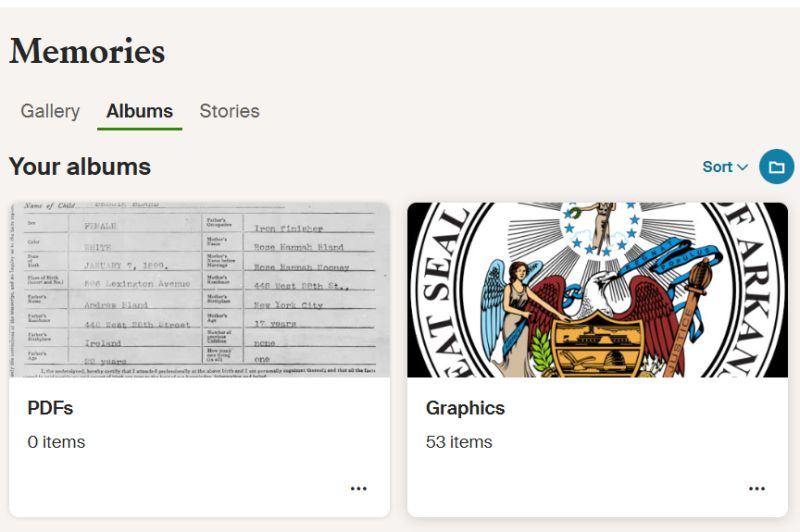 Memories
Gallery Albums Stories
Your albums
Sort
Name of Child
Sex FEMALE Father's Occupation Iron finisher
Color WHITE Mother's Name Rose Hannah Bland
Date of Birth JANUARY 7, 1890. Mother's Name before Marriage Rose Hannah
Place of Birth (Street and No.) Lexington Avenue Mother's Residence 448 West 28th St.,
Father's Name Andrew Bland Mother's Birthplace New York City
Father's Residence 448 West 28th Street Mother's Age 17 years
Father's Birthplace Ireland Number of previous Children none
Father's Age 22 years How many now living (in all) one
I, the undersigned, hereby certify that I attended professionally at the above birth and I am personally cognizant thereof; and that all the facts
EAT SEAL OF ARKANS
REGNAT POPULUS
PDFs
0 items
Graphics
53 items